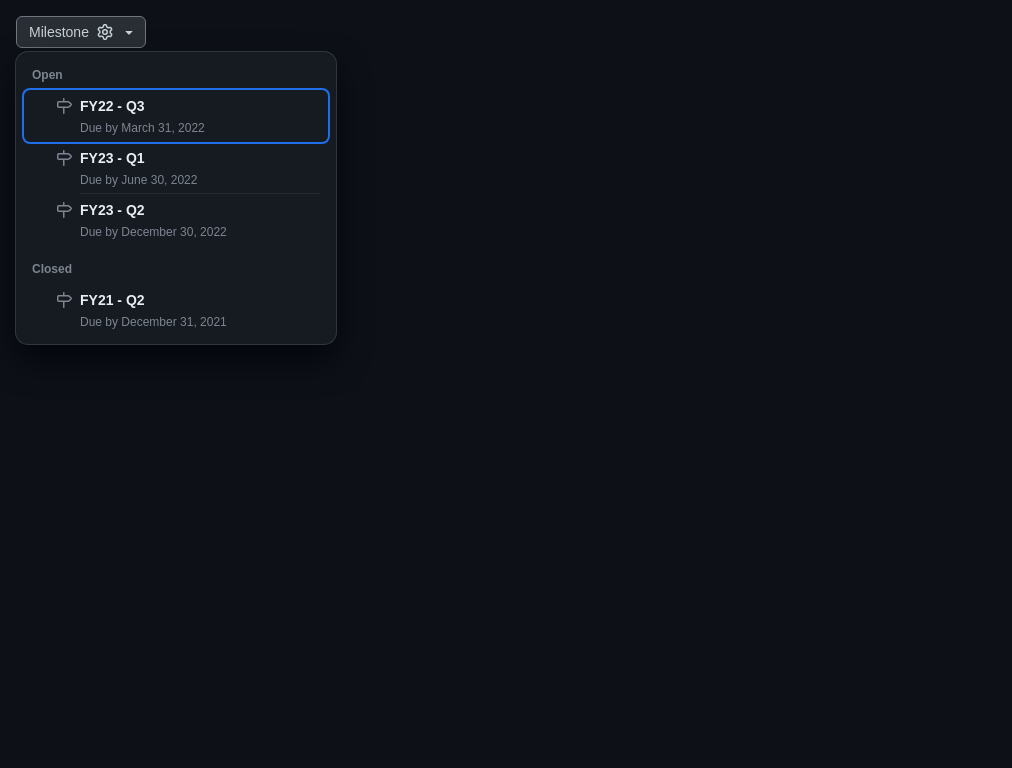 Milestone
Open
FY22 - Q3
Due by March 31, 2022
FY23 - Q1
Due by June 30, 2022
FY23 - Q2
Due by December 30, 2022
Closed
FY21 - Q2
Due by December 31, 2021